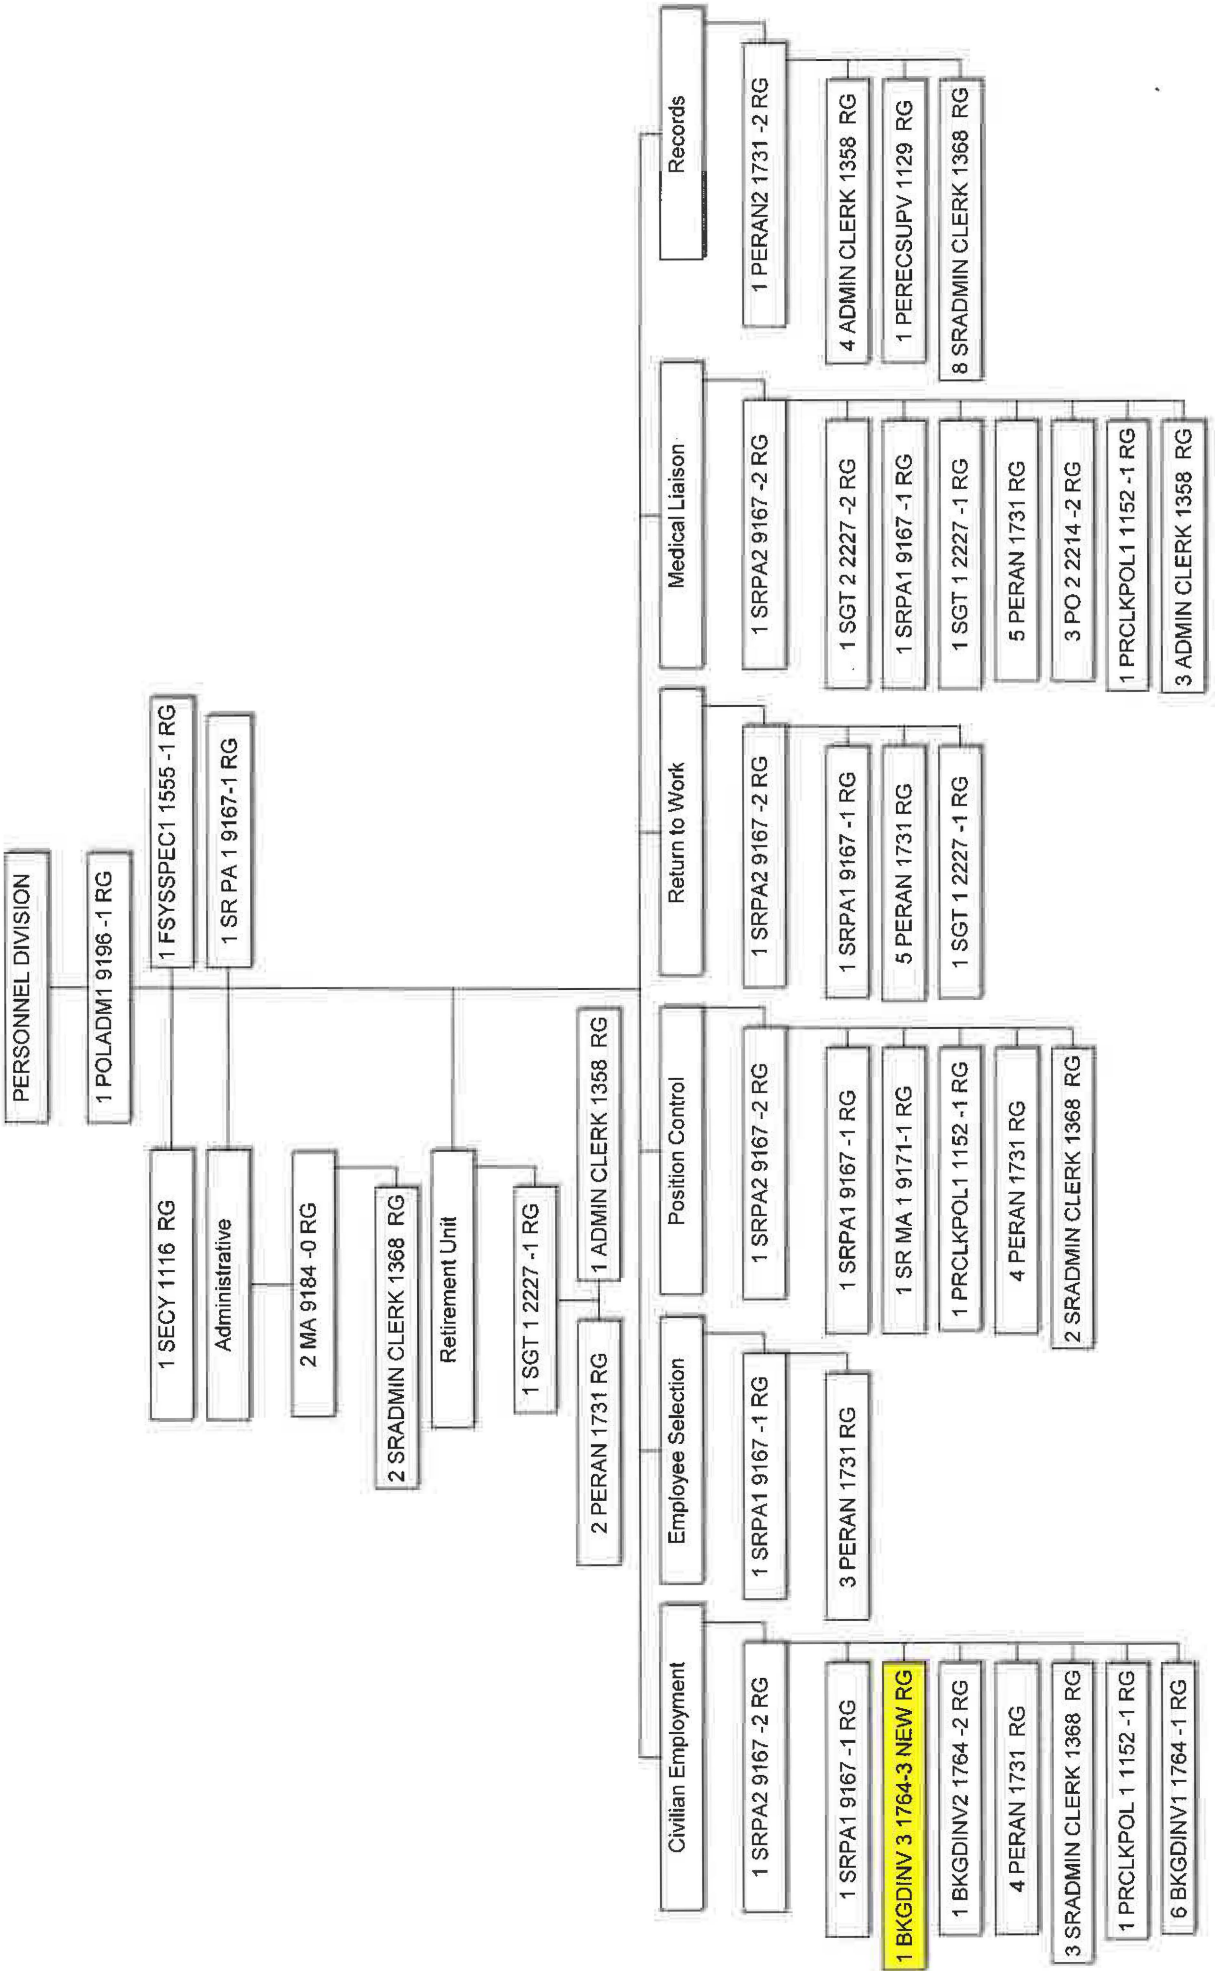 PERSONNEL DIVISION
1 POLADM1 9196 -1 RG
1 SECY 1116 RG
1 FSYSSPEC1 1555 -1 RG
Administrative
1 SR PA 1 9167-1 RG
2 MA 9184 -0 RG
2 SRADMIN CLERK 1368 RG
Retirement Unit
1 SGT 1 2227 -1 RG
2 PERAN 1731 RG
1 ADMIN CLERK 1358 RG
Civilian Employment
1 SRPA2 9167 -2 RG
1 SRPA1 9167 -1 RG
1 BKGDINV 3 1764-3 NEW RG
1 BKGDINV2 1764 -2 RG
4 PERAN 1731 RG
3 SRADMIN CLERK 1368 RG
1 PRCLKPOL 1 1152 -1 RG
6 BKGDINV1 1764 -1 RG
Employee Selection
1 SRPA1 9167 -1 RG
3 PERAN 1731 RG
Position Control
1 SRPA2 9167 -2 RG
1 SRPA1 9167 -1 RG
1 SR MA 1 9171-1 RG
1 PRCLKPOL1 1152 -1 RG
4 PERAN 1731 RG
2 SRADMIN CLERK 1368 RG
Return to Work
1 SRPA2 9167 -2 RG
1 SRPA1 9167 -1 RG
5 PERAN 1731 RG
1 SGT 1 2227 -1 RG
Medical Liaison
1 SRPA2 9167 -2 RG
1 SGT 2 2227 -2 RG
1 SRPA1 9167 -1 RG
1 SGT 1 2227 -1 RG
5 PERAN 1731 RG
3 PO 2 2214 -2 RG
1 PRCLKPOL1 1152 -1 RG
3 ADMIN CLERK 1358 RG
Records
1 PERAN2 1731 -2 RG
4 ADMIN CLERK 1358 RG
1 PERECSUPV 1129 RG
8 SRADMIN CLERK 1368 RG